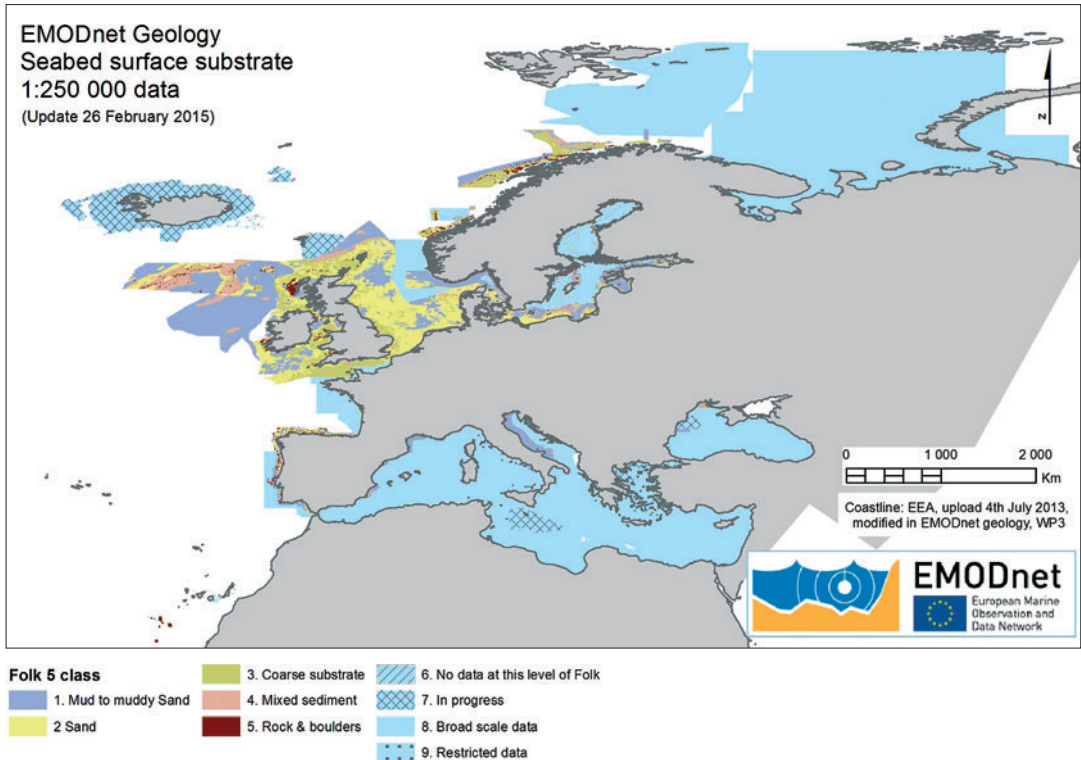 EMODnet Geology
Seabed surface substrate
1:250 000 data
(Update 26 February 2015)
N
0 1 000 2 000
Km
Coastline: EEA, upload 4th July 2013,
modified in EMODnet geology, WP3
EMODnet
European Marine
Observation and
Data Network
Folk 5 class
1. Mud to muddy Sand
2 Sand
3. Coarse substrate
4. Mixed sediment
5. Rock & boulders
6. No data at this level of Folk
7. In progress
8. Broad scale data
9. Restricted data